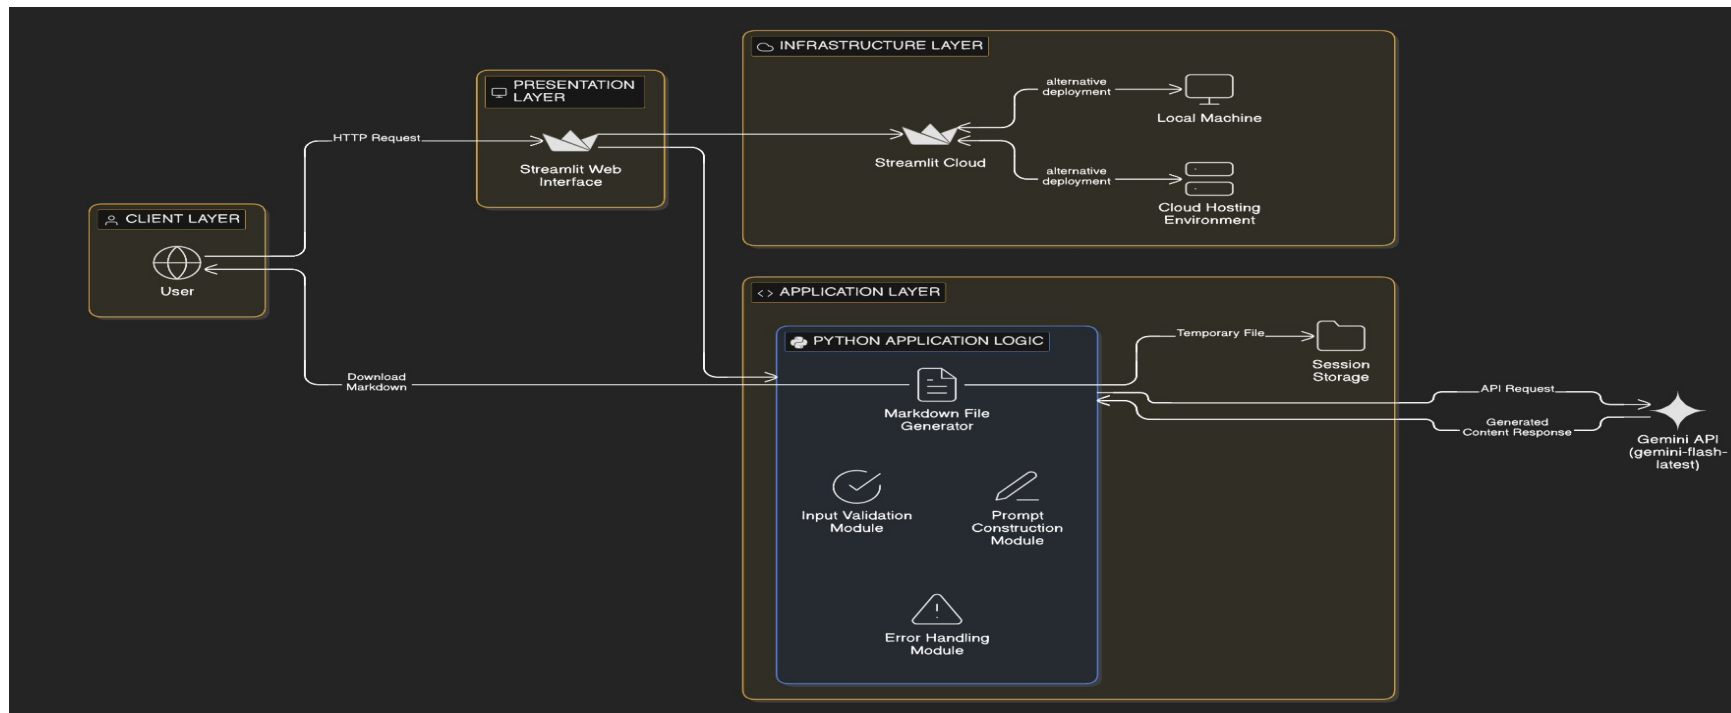 INFRASTRUCTURE LAYER
alternative
deployment
Local Machine
Streamlit Cloud
alternative
deployment
Cloud Hosting
Environment
PRESENTATION
LAYER
HTTP Request
Streamlit Web
Interface
CLIENT LAYER
User
Download
Markdown
APPLICATION LAYER
PYTHON APPLICATION LOGIC
Markdown File
Generator
Temporary File
Session
Storage
Input Validation
Module
Prompt
Construction
Module
Error Handling
Module
API Request
Generated
Content Response
Gemini API
(gemini-flash-
latest)